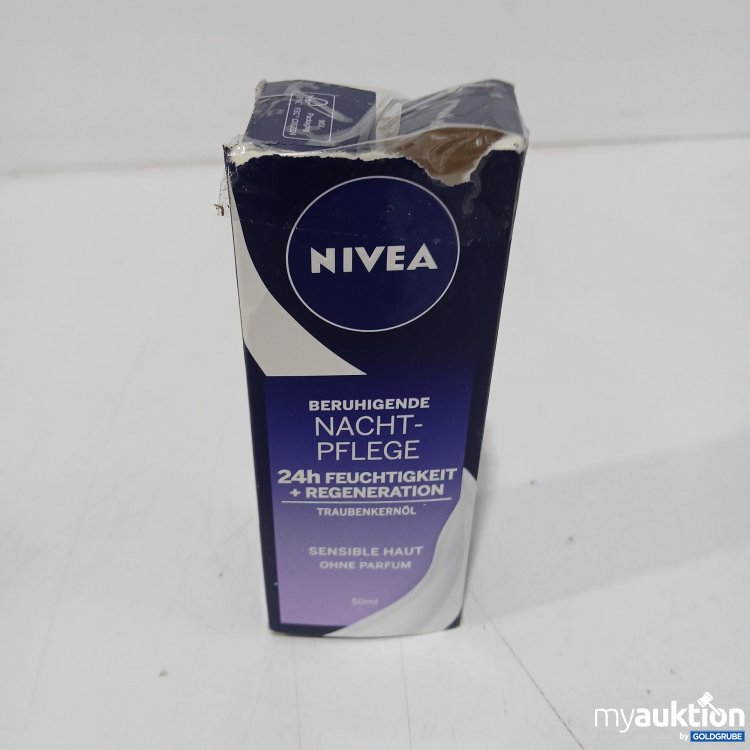 NIVEA
BERUHIGENDE
NACHT-
PFLEGE
24h FEUCHTIGKEIT
+ REGENERATION
TRAUBENKERNÖL
SENSIBLE HAUT
OHNE PARFUM
50ml
myauktion
by GOLDGRUBE